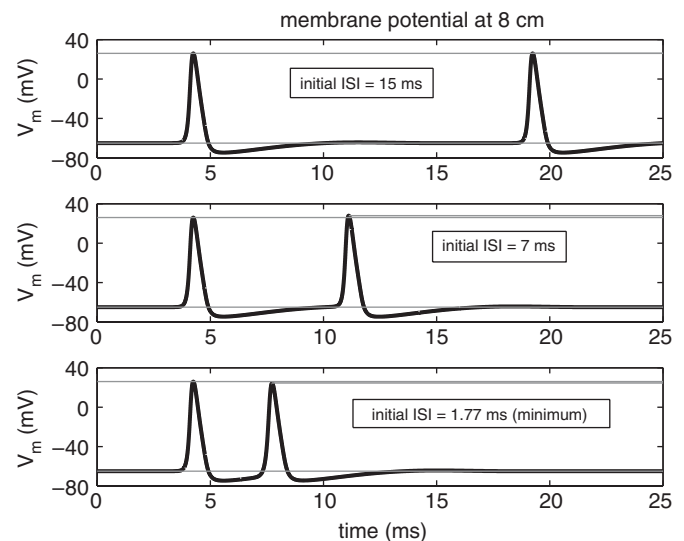 membrane potential at 8 cm
40
0
−40
−80
V_m (mV)
initial ISI = 15 ms
0 5 10 15 20 25
40
0
−40
−80
V_m (mV)
initial ISI = 7 ms
0 5 10 15 20 25
40
0
−40
−80
V_m (mV)
initial ISI = 1.77 ms (minimum)
0 5 10 15 20 25
time (ms)